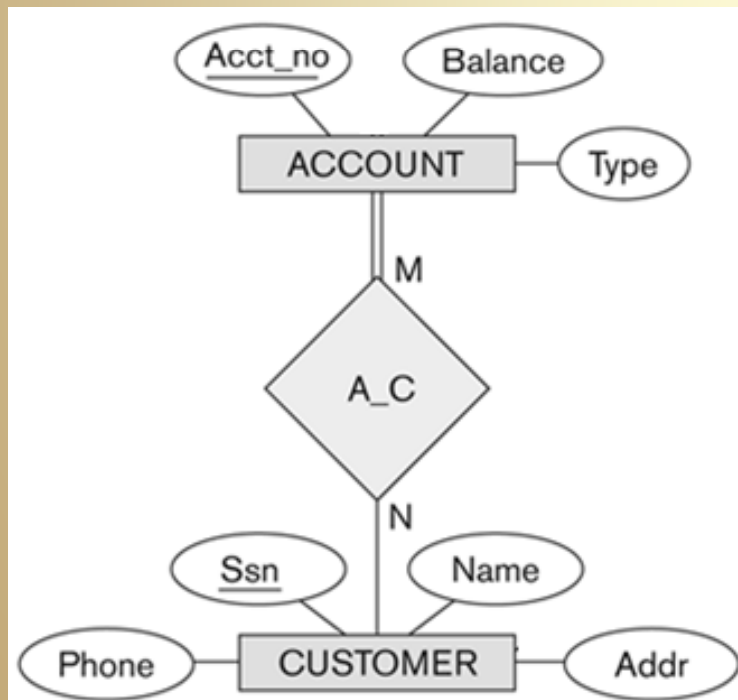 Acct_no
Balance
ACCOUNT
Type
M
A_C
N
Ssn
Name
Phone
CUSTOMER
Addr